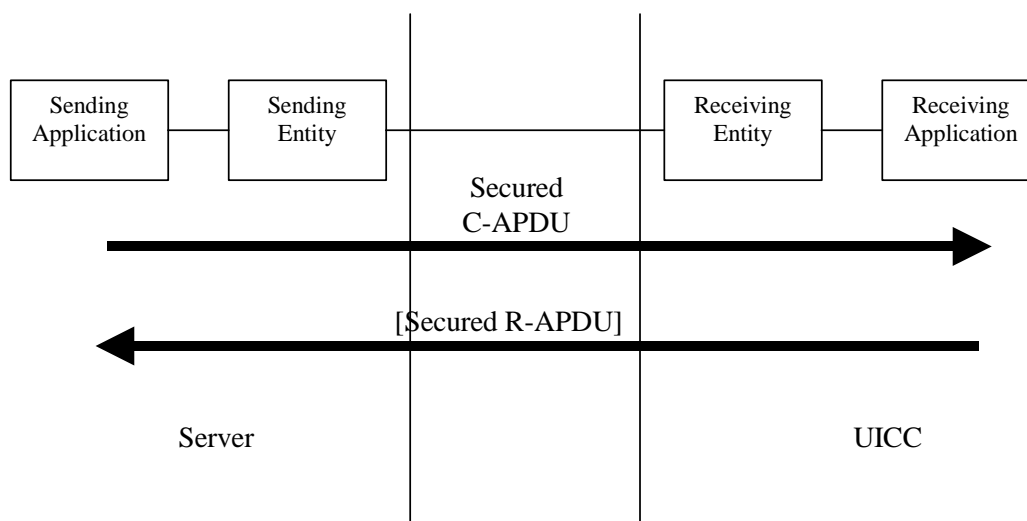 Sending
Application
Sending
Entity
Receiving
Entity
Receiving
Application
Secured
C-APDU
[Secured R-APDU]
Server
UICC